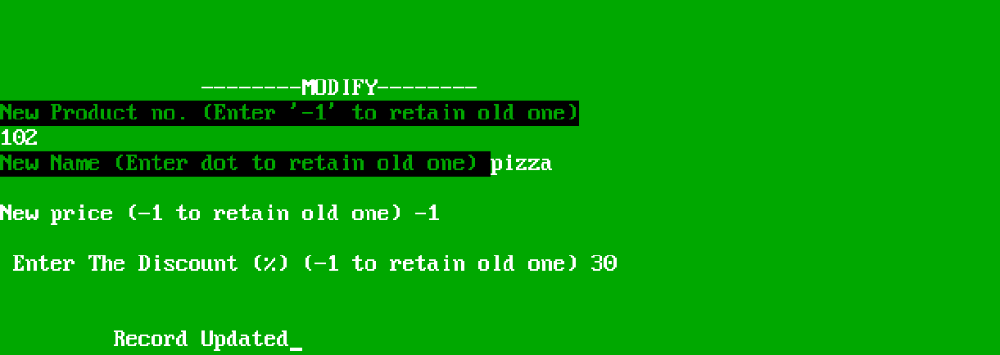 --------MODIFY--------
New Product no. (Enter '-1' to retain old one)
102
New Name (Enter dot to retain old one) pizza
New price (-1 to retain old one) -1
Enter The Discount (%) (-1 to retain old one) 30
Record Updated_